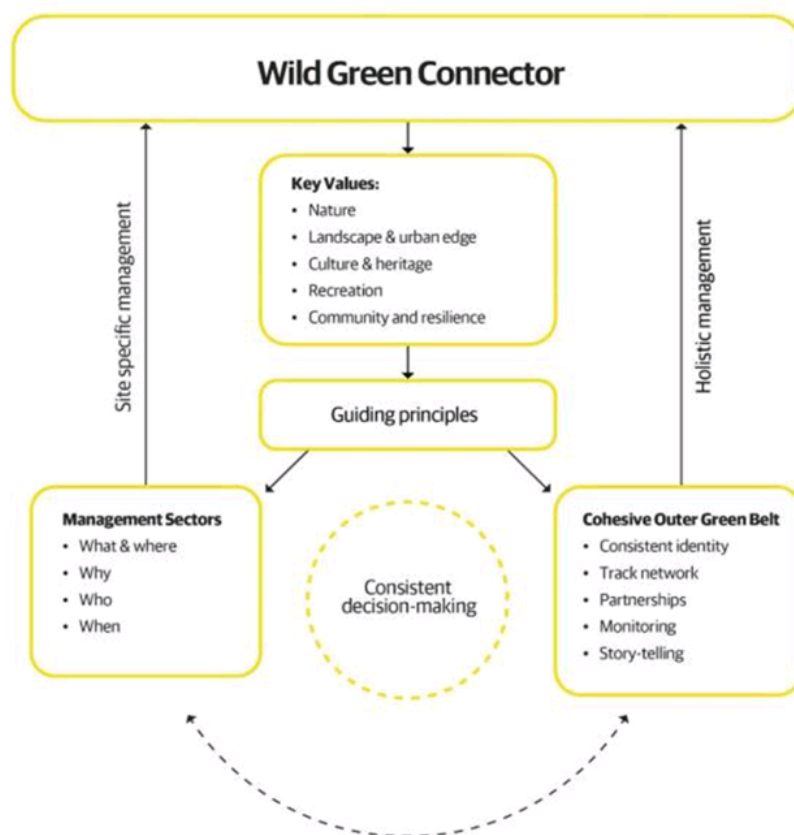 Wild Green Connector
Key Values:
• Nature
• Landscape & urban edge
• Culture & heritage
• Recreation
• Community and resilience
Site specific management
Holistic management
Guiding principles
Management Sectors
• What & where
• Why
• Who
• When
Consistent
decision-making
Cohesive Outer Green Belt
• Consistent identity
• Track network
• Partnerships
• Monitoring
• Story-telling